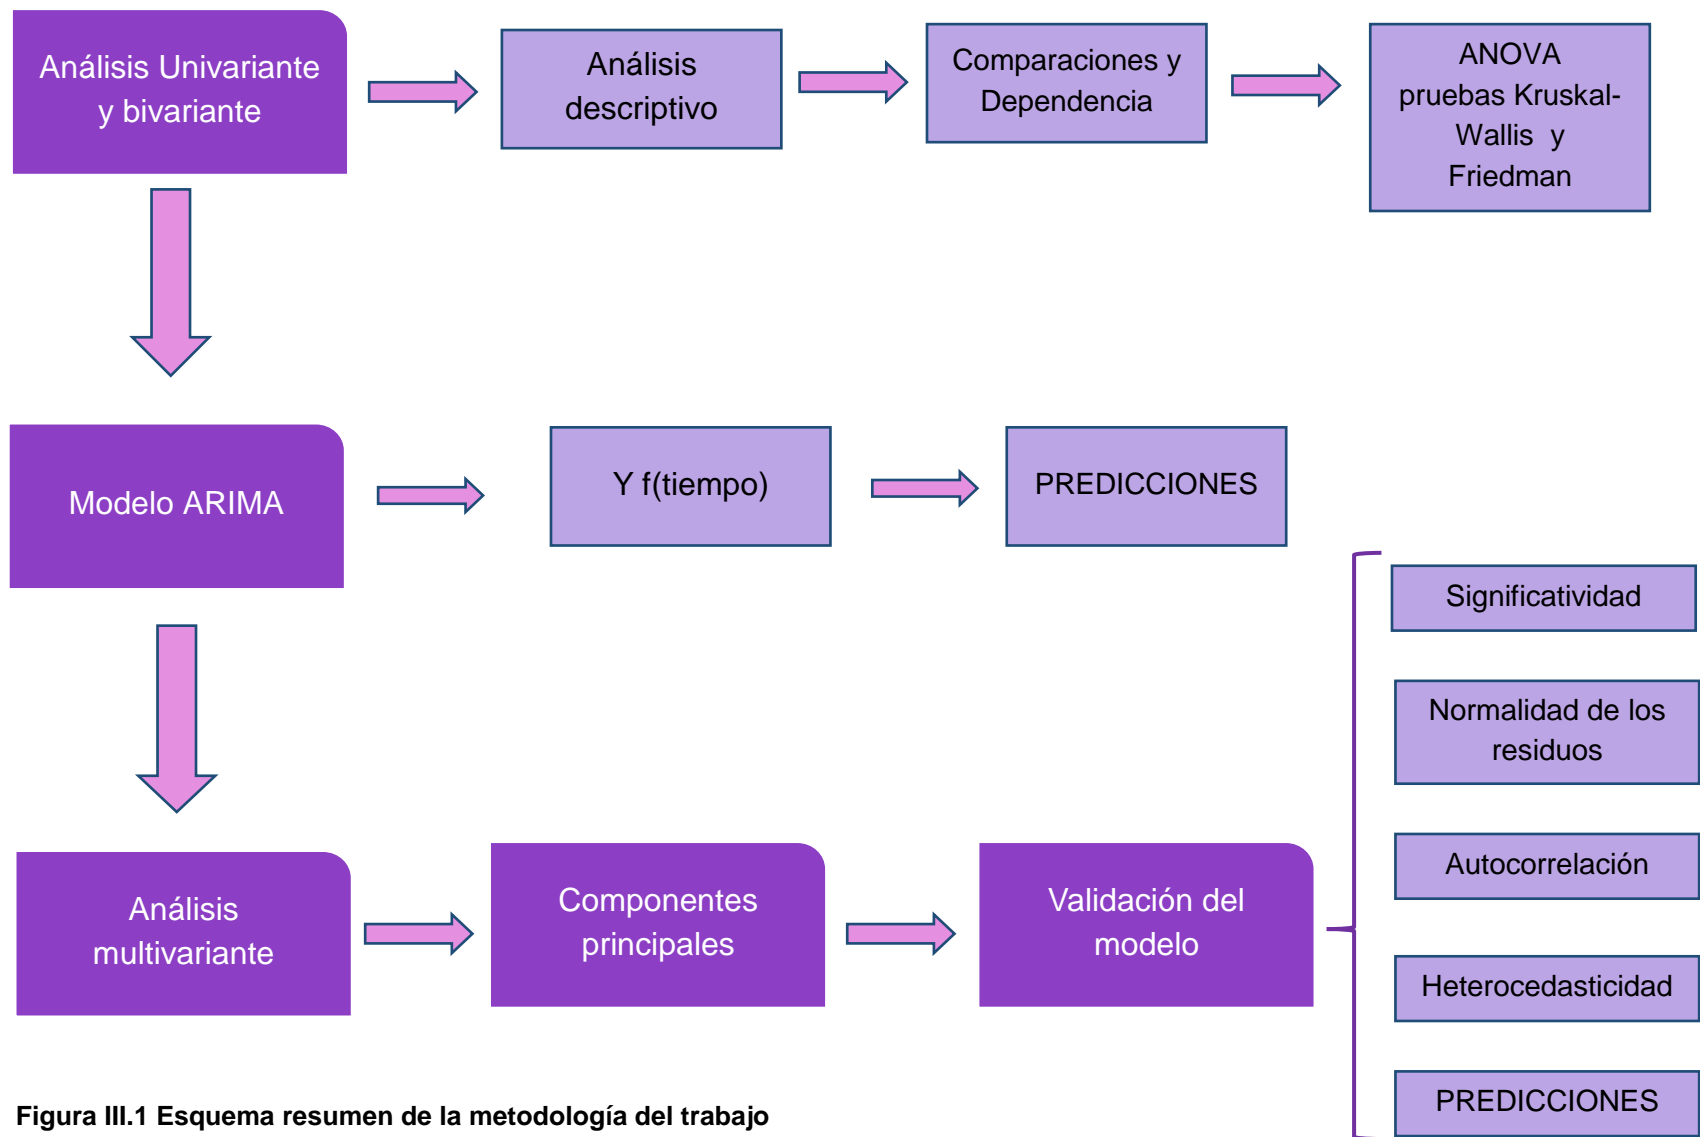 Análisis Univariante
y bivariante
Análisis
descriptivo
Comparaciones y
Dependencia
ANOVA
pruebas Kruskal-
Wallis y
Friedman
Modelo ARIMA
Y f(tiempo)
PREDICCIONES
Análisis
multivariante
Componentes
principales
Validación del
modelo
Significatividad
Normalidad de los
residuos
Autocorrelación
Heterocedasticidad
PREDICCIONES
Figura III.1 Esquema resumen de la metodología del trabajo